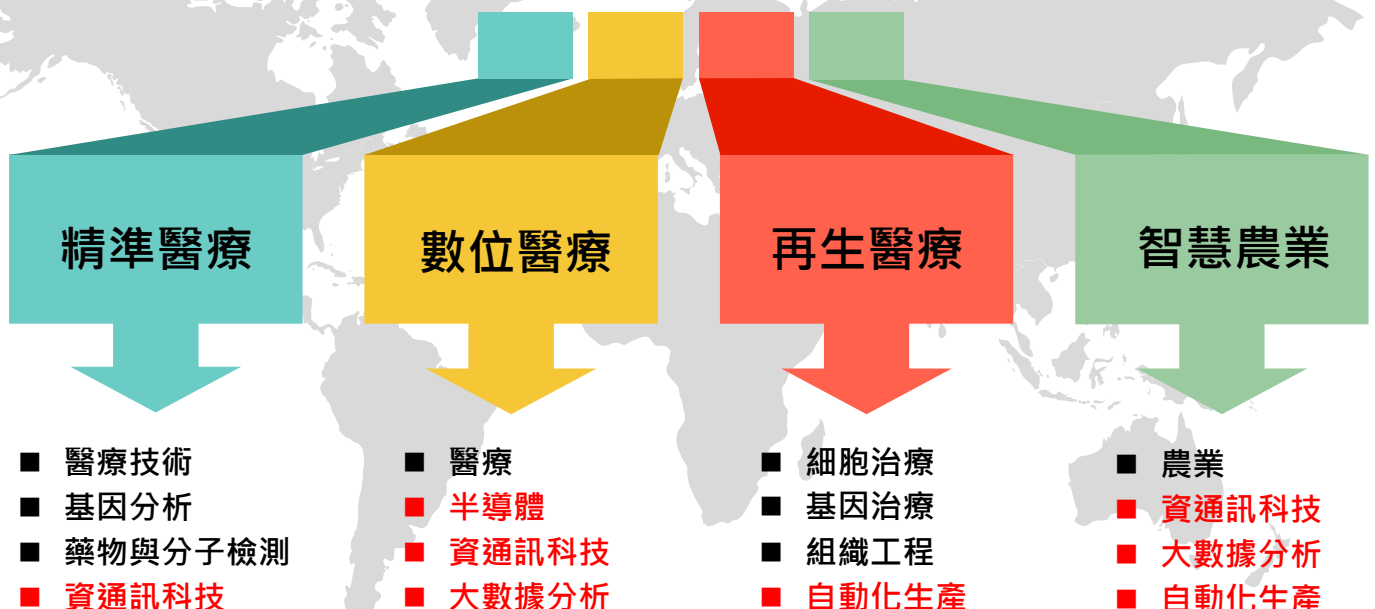 精準醫療
■ 醫療技術
■ 基因分析
■ 藥物與分子檢測
■ 資通訊科技
數位醫療
■ 醫療
■ 半導體
■ 資通訊科技
■ 大數據分析
再生醫療
■ 細胞治療
■ 基因治療
■ 組織工程
■ 自動化生產
智慧農業
■ 農業
■ 資通訊科技
■ 大數據分析
■ 自動化生產